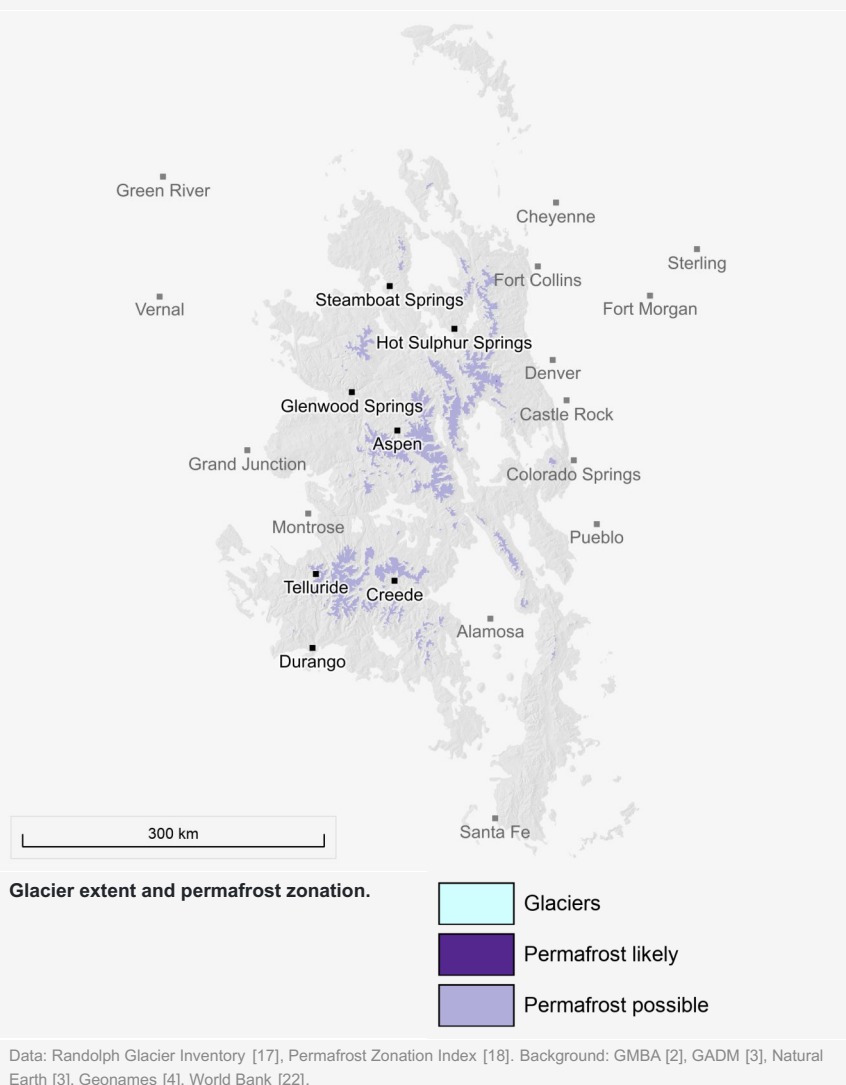 Green River
Cheyenne
Sterling
Fort Collins
Vernal
Steamboat Springs
Fort Morgan
Hot Sulphur Springs
Denver
Glenwood Springs
Castle Rock
Aspen
Grand Junction
Colorado Springs
Montrose
Pueblo
Telluride
Creede
Alamosa
Durango
300 km
Santa Fe
Glacier extent and permafrost zonation.
Glaciers
Permafrost likely
Permafrost possible
Data: Randolph Glacier Inventory [17], Permafrost Zonation Index [18]. Background: GMBA [2], GADM [3], Natural
Earth [3], Geonames [4], World Bank [22].